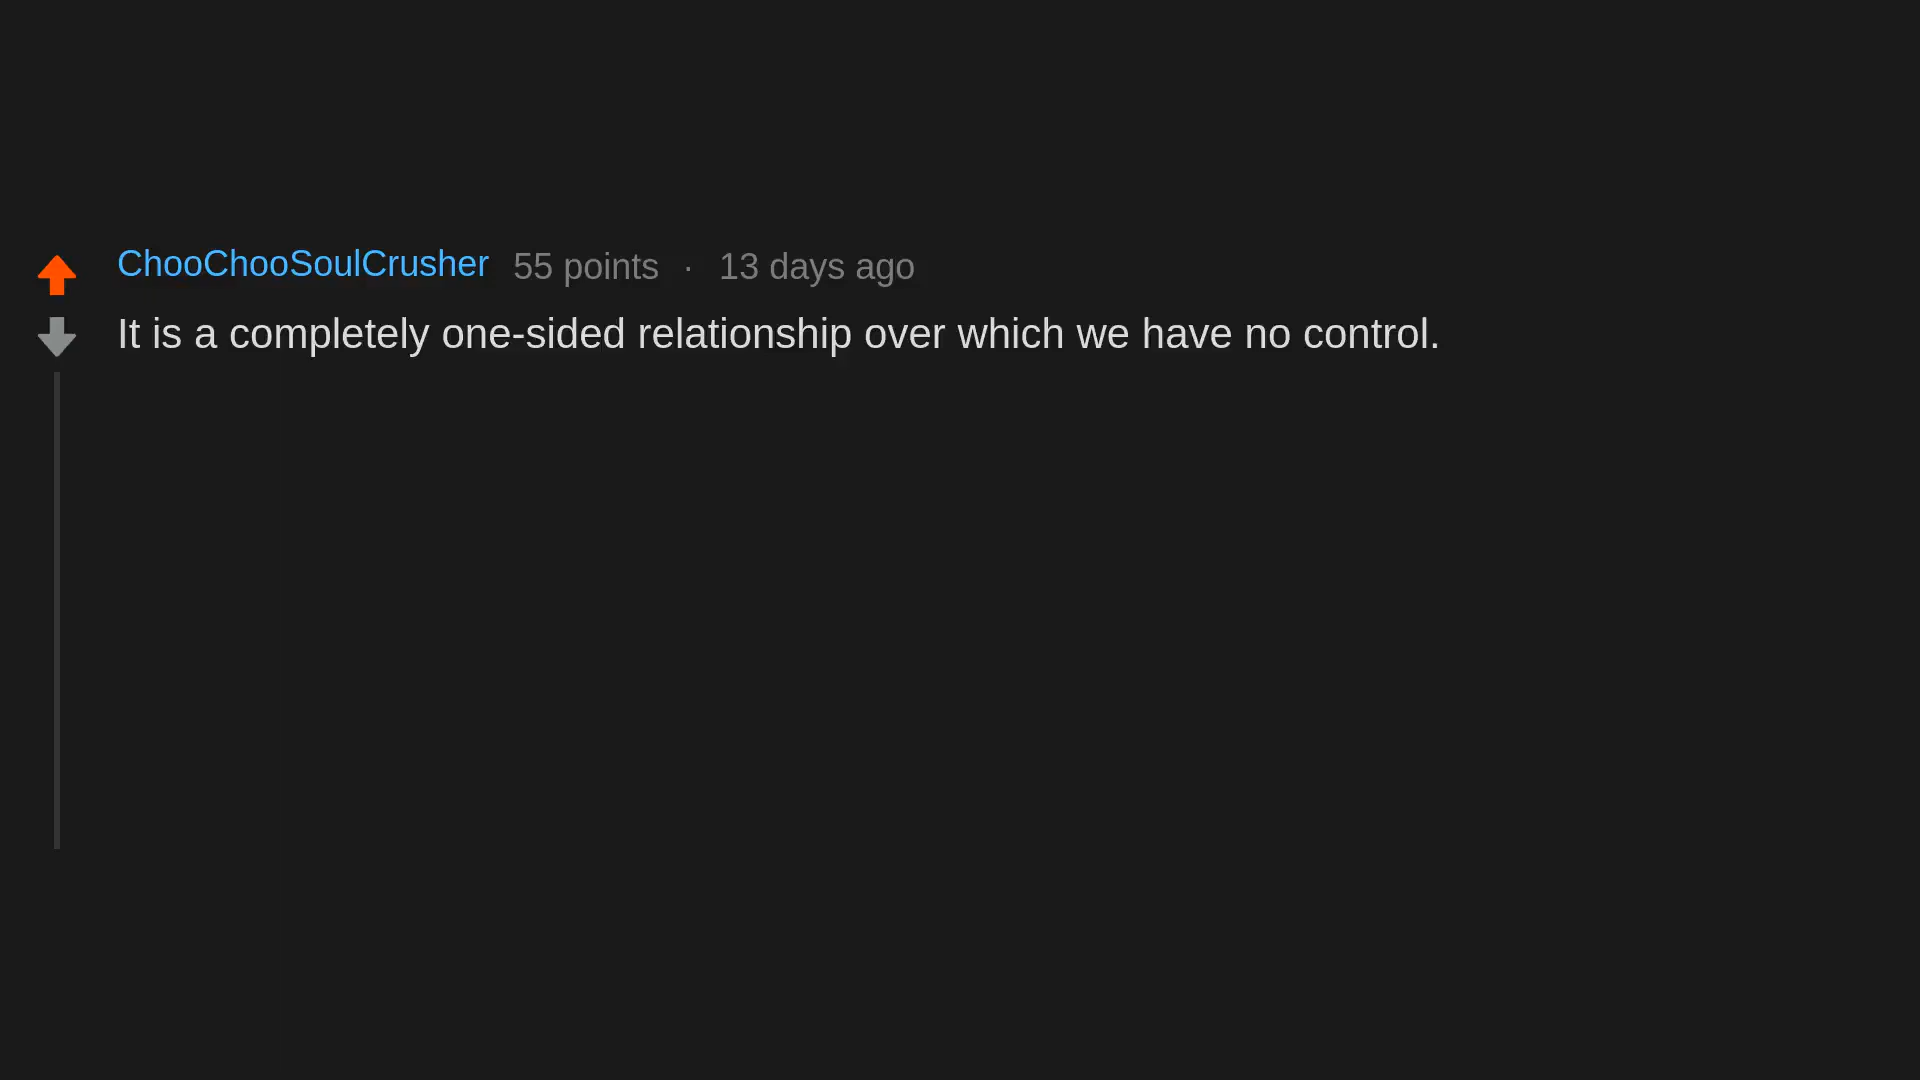 ChooChooSoulCrusher 55 points · 13 days ago
It is a completely one-sided relationship over which we have no control.